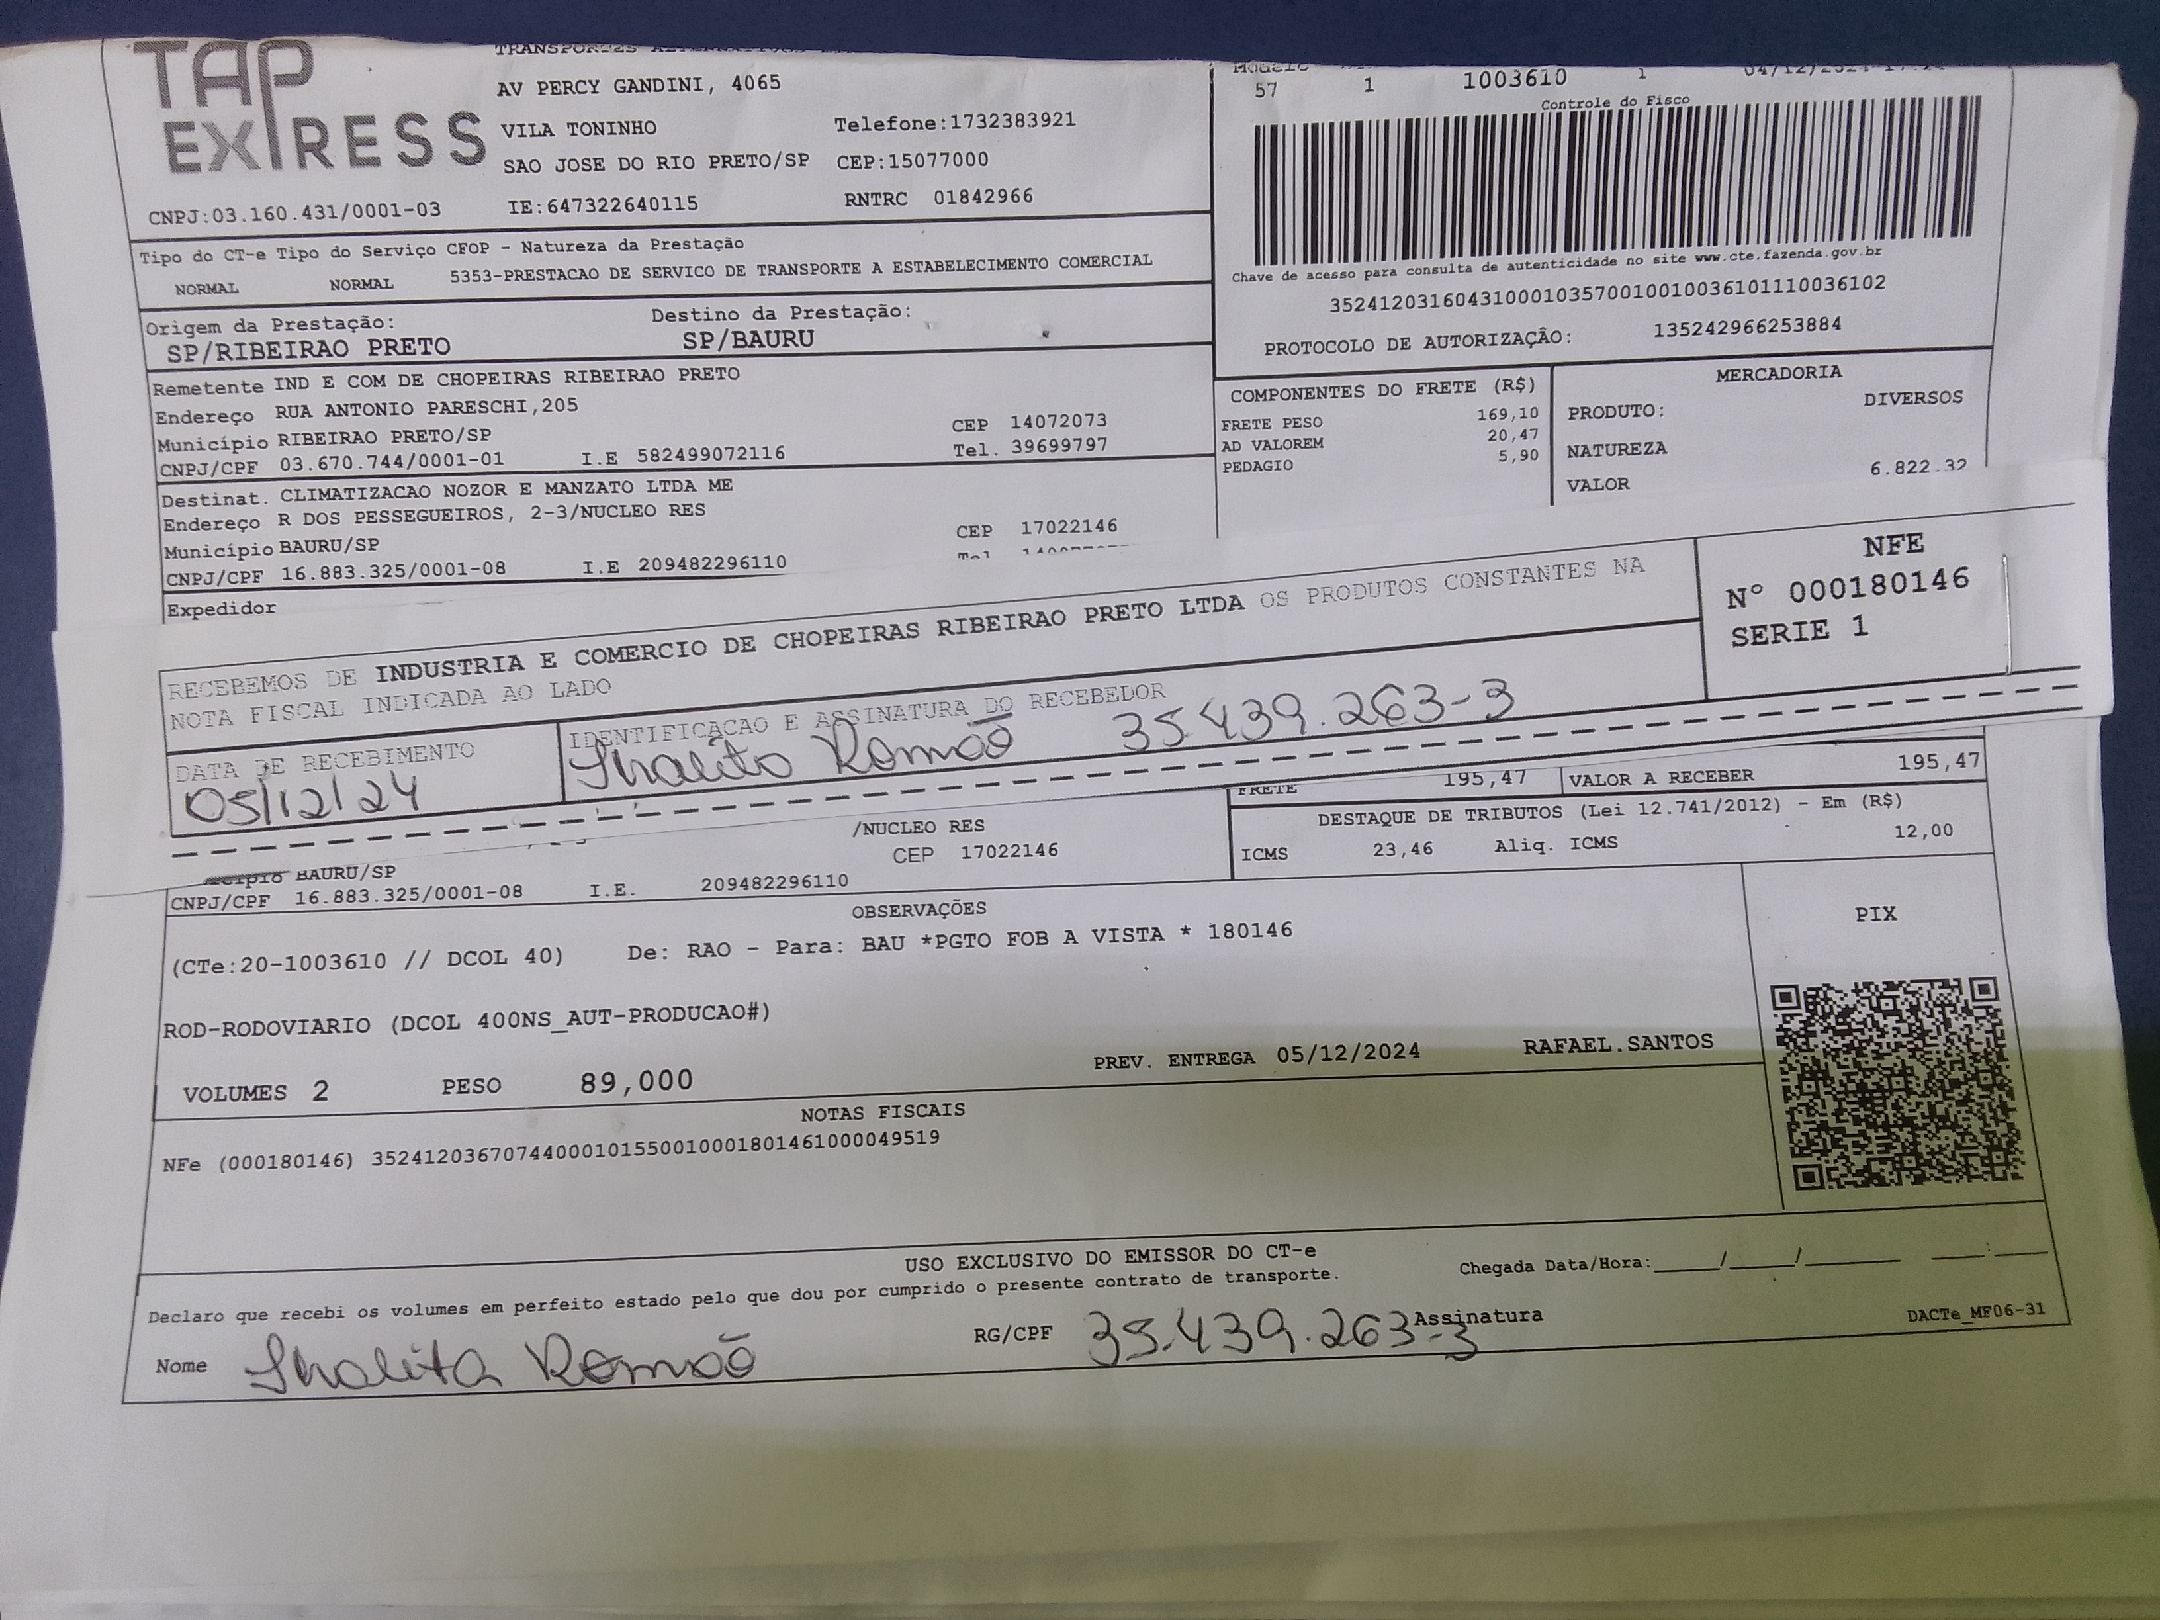 TAP
EXPRESS
AV PERCY GANDINI, 4065
VILA TONINHO Telefone:1732383921
SAO JOSE DO RIO PRETO/SP CEP:15077000
CNPJ:03.160.431/0001-03 IE:647322640115 RNTRC 01842966
57 1 1003610 1
Controle do Fisco
Chave de acesso para consulta de autenticidade no site www.cte.fazenda.gov.br
35241203160431000103570010010036101110036102
PROTOCOLO DE AUTORIZAÇÃO: 135242966253884
Tipo do CT-e Tipo do Serviço CFOP - Natureza da Prestação
NORMAL NORMAL 5353-PRESTACAO DE SERVICO DE TRANSPORTE A ESTABELECIMENTO COMERCIAL
Origem da Prestação: Destino da Prestação:
SP/RIBEIRAO PRETO SP/BAURU
Remetente IND E COM DE CHOPEIRAS RIBEIRAO PRETO
Endereço RUA ANTONIO PARESCHI,205
Município RIBEIRAO PRETO/SP CEP 14072073
CNPJ/CPF 03.670.744/0001-01 I.E 582499072116 Tel. 39699797
COMPONENTES DO FRETE (R$)
FRETE PESO 169,10
AD VALOREM 20,47
PEDAGIO 5,90
MERCADORIA
PRODUTO: DIVERSOS
NATUREZA
VALOR 6.822.32
Destinat. CLIMATIZACAO NOZOR E MANZATO LTDA ME
Endereço R DOS PESSEGUEIROS, 2-3/NUCLEO RES
Município BAURU/SP CEP 17022146
CNPJ/CPF 16.883.325/0001-08 I.E 209482296110
Expedidor
RECEBEMOS DE INDUSTRIA E COMERCIO DE CHOPEIRAS RIBEIRAO PRETO LTDA OS PRODUTOS CONSTANTES NA
NOTA FISCAL INDICADA AO LADO
NFE
Nº 000180146
SERIE 1
DATA DE RECEBIMENTO
05/12/24
IDENTIFICACAO E ASSINATURA DO RECEBEDOR
Thalita Romão 35.439.263-3
FRETE 195,47 VALOR A RECEBER 195,47
DESTAQUE DE TRIBUTOS (Lei 12.741/2012) - Em (R$)
ICMS 23,46 Aliq. ICMS 12,00
/NUCLEO RES
BAURU/SP CEP 17022146
CNPJ/CPF 16.883.325/0001-08 I.E. 209482296110
OBSERVAÇÕES
(CTe:20-1003610 // DCOL 40) De: RAO - Para: BAU *PGTO FOB A VISTA * 180146
PIX
ROD-RODOVIARIO (DCOL 400NS_AUT-PRODUCAO#)
VOLUMES 2 PESO 89,000 PREV. ENTREGA 05/12/2024 RAFAEL.SANTOS
NOTAS FISCAIS
NFe (000180146) 35241203670744000101550010001801461000049519
USO EXCLUSIVO DO EMISSOR DO CT-e
Declaro que recebi os volumes em perfeito estado pelo que dou por cumprido o presente contrato de transporte.
Chegada Data/Hora:_____/_____/_______ ____:____
Nome Thalita Romão RG/CPF 35.439.263-3 Assinatura
DACTe_MF06-31